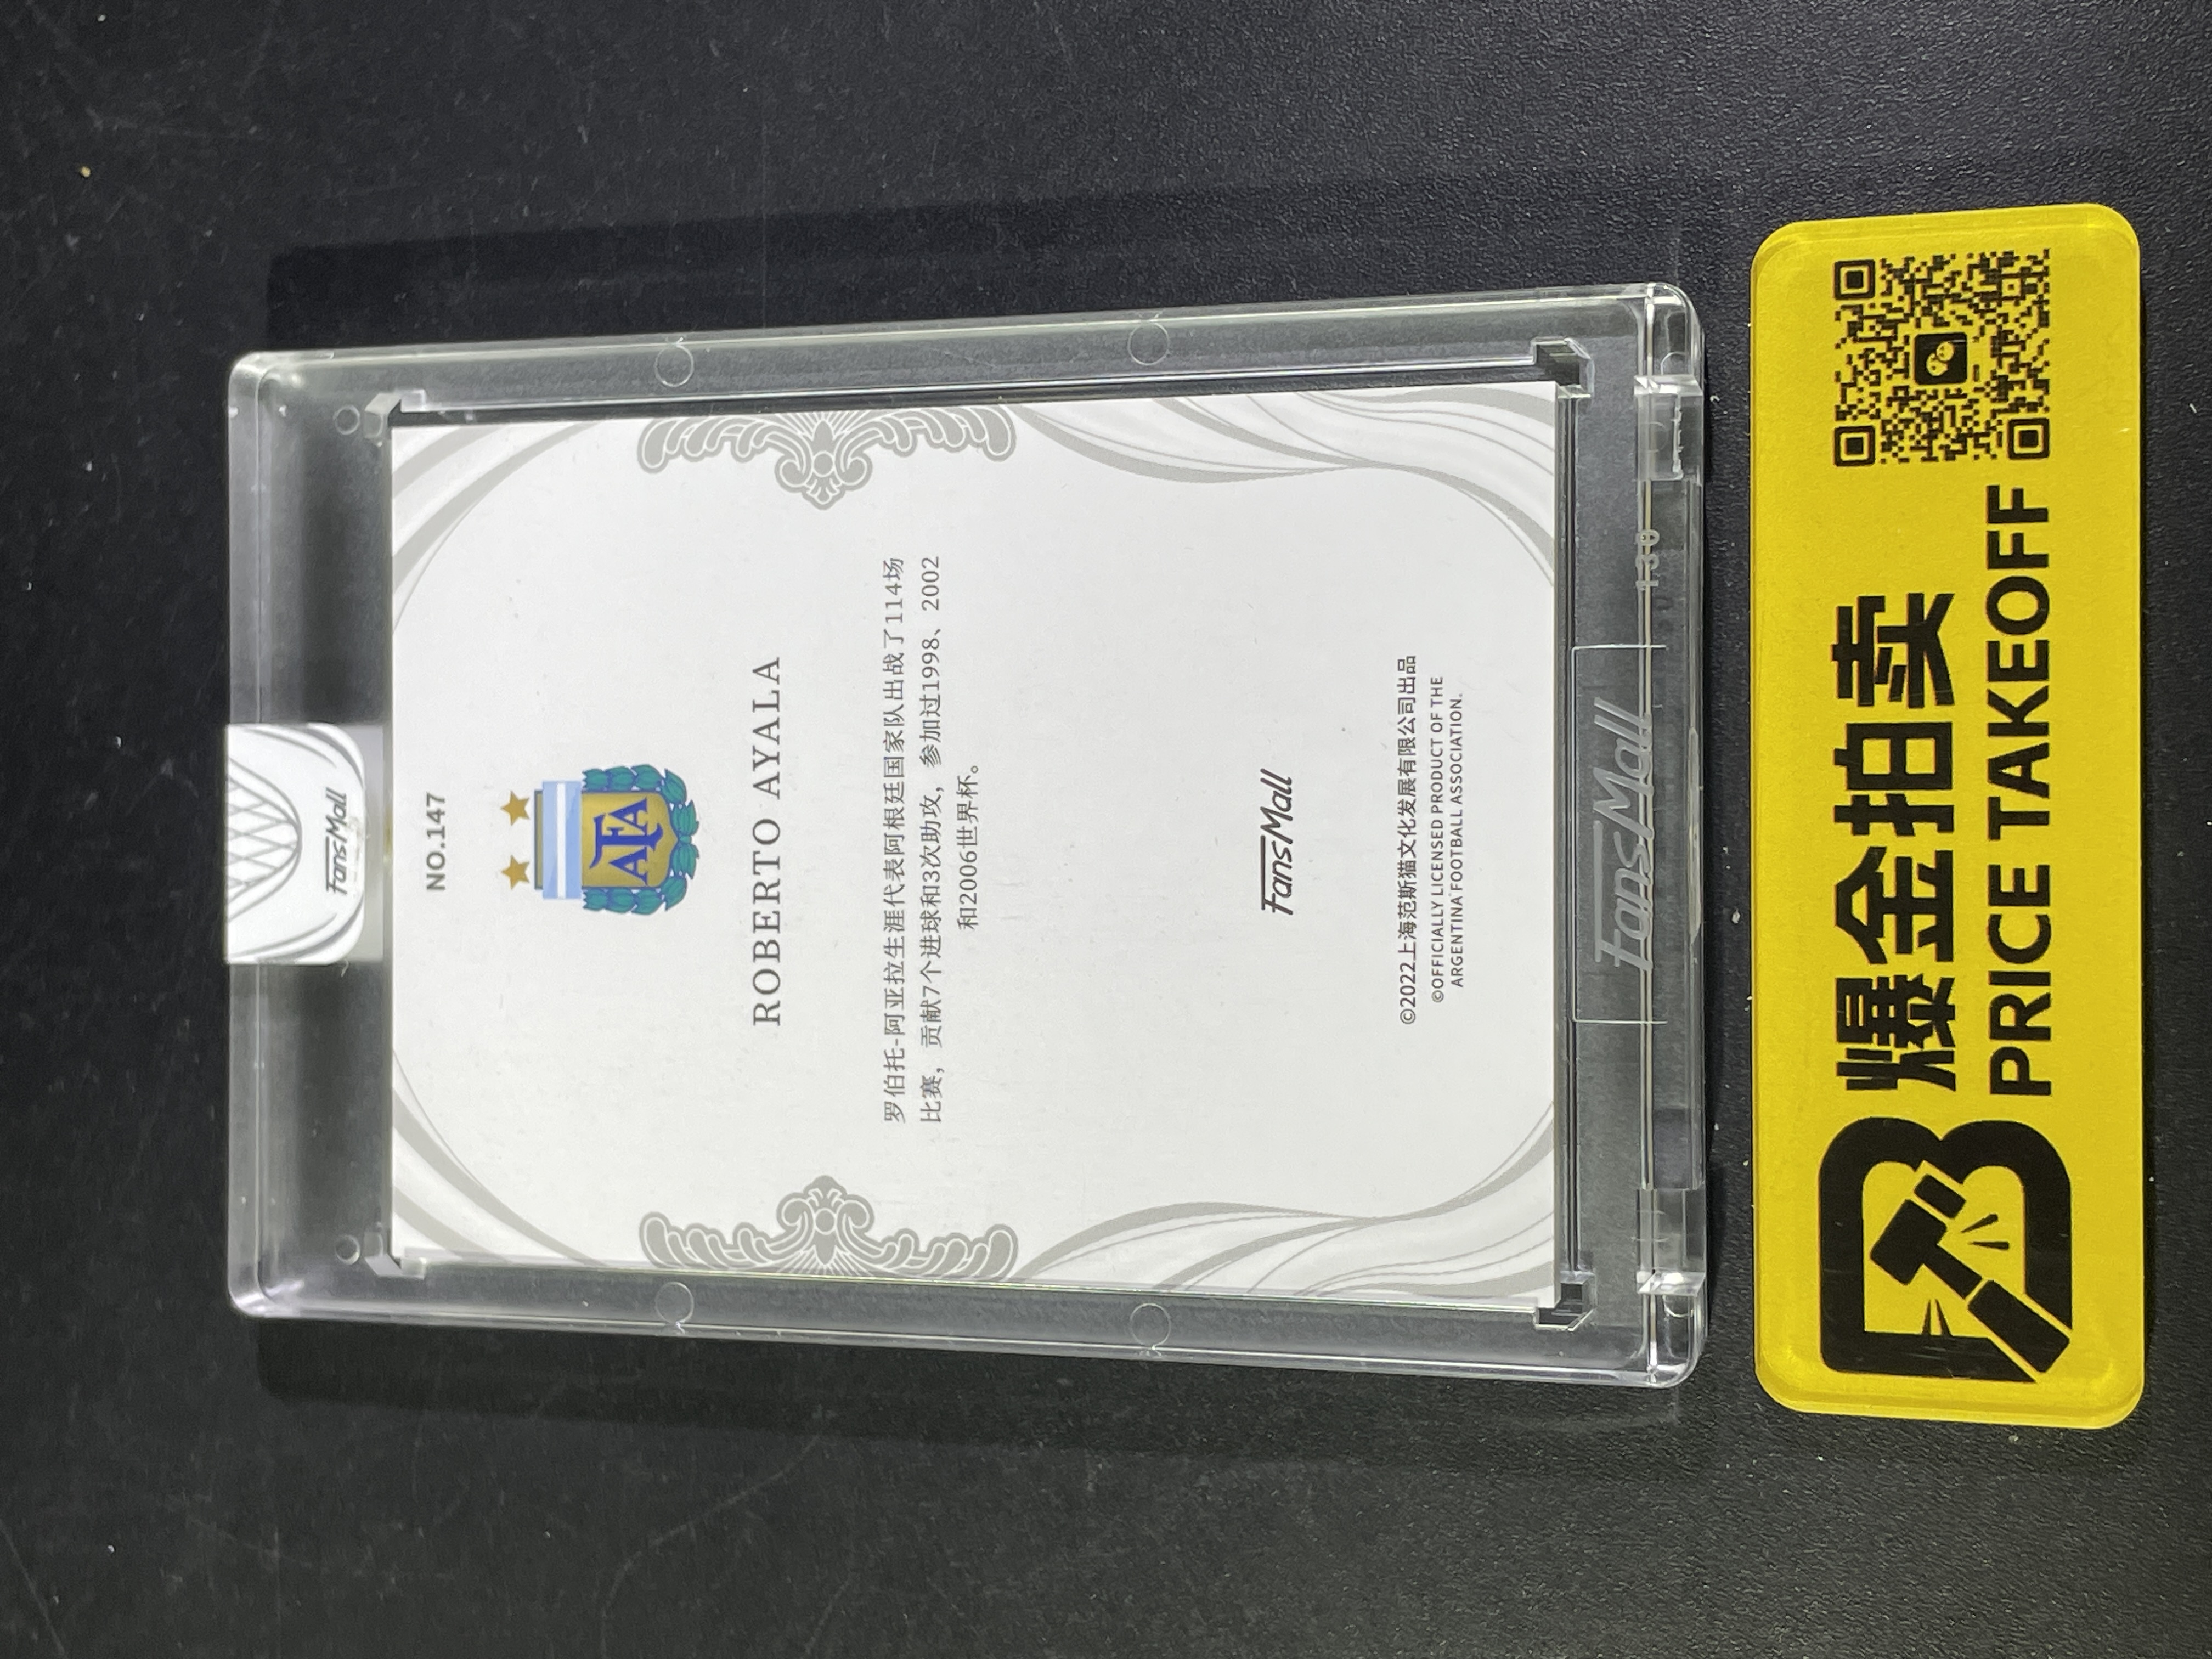 FansMall
NO.147
AFA
ROBERTO AYALA
罗伯托-阿亚拉生涯代表阿根廷国家队出战了114场
比赛，贡献7个进球和3次助攻，参加过1998、2002
和2006世界杯。
FansMall
©2022上海范斯猫文化发展有限公司出品
©OFFICIALLY LICENSED PRODUCT OF THE
ARGENTINA FOOTBALL ASSOCIATION.
FansMall
130
爆金拍卖
PRICE TAKEOFF